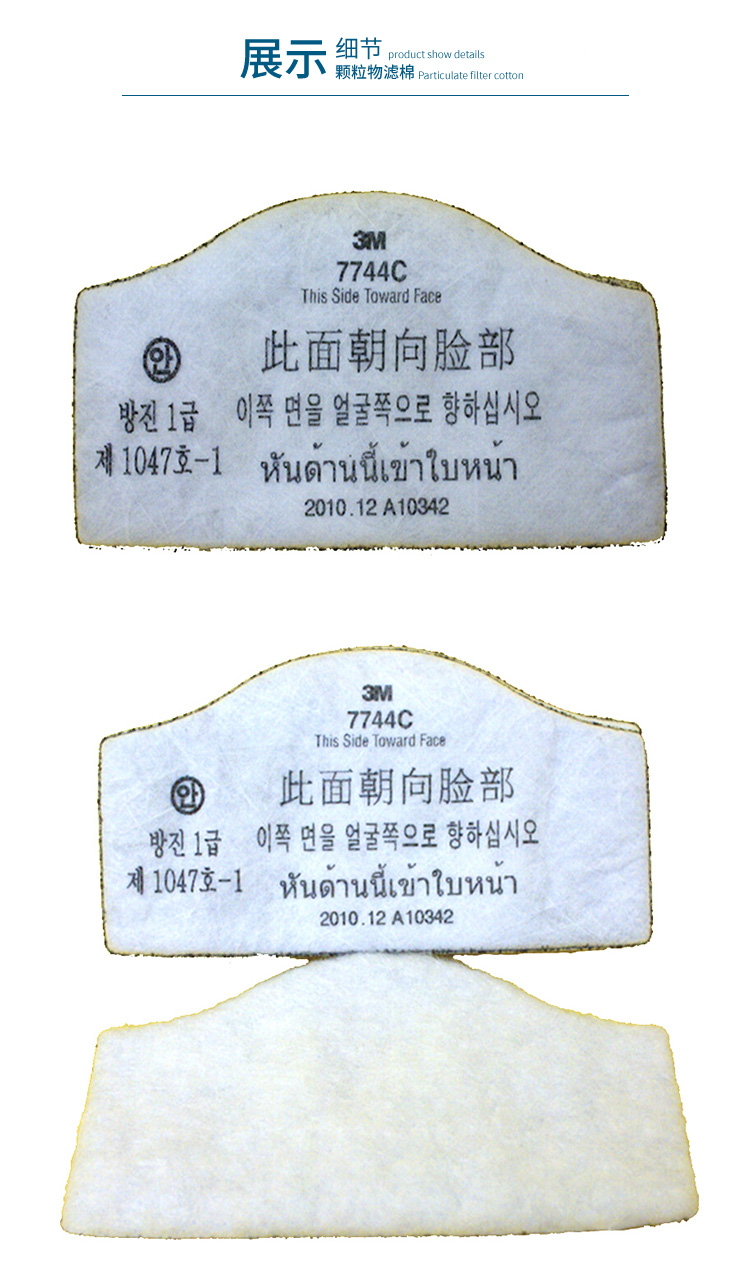 展示 细节 product show details
颗粒物滤棉 Particulate filter cotton
3M
7744C
This Side Toward Face
此面朝向脸部
안
방진 1급
이쪽 면을 얼굴쪽으로 향하십시오
제 1047호-1
หันด้านนี้เข้าใบหน้า
2010.12 A10342
3M
7744C
This Side Toward Face
此面朝向脸部
안
방진 1급
이쪽 면을 얼굴쪽으로 향하십시오
제 1047호-1
หันด้านนี้เข้าใบหน้า
2010.12 A10342